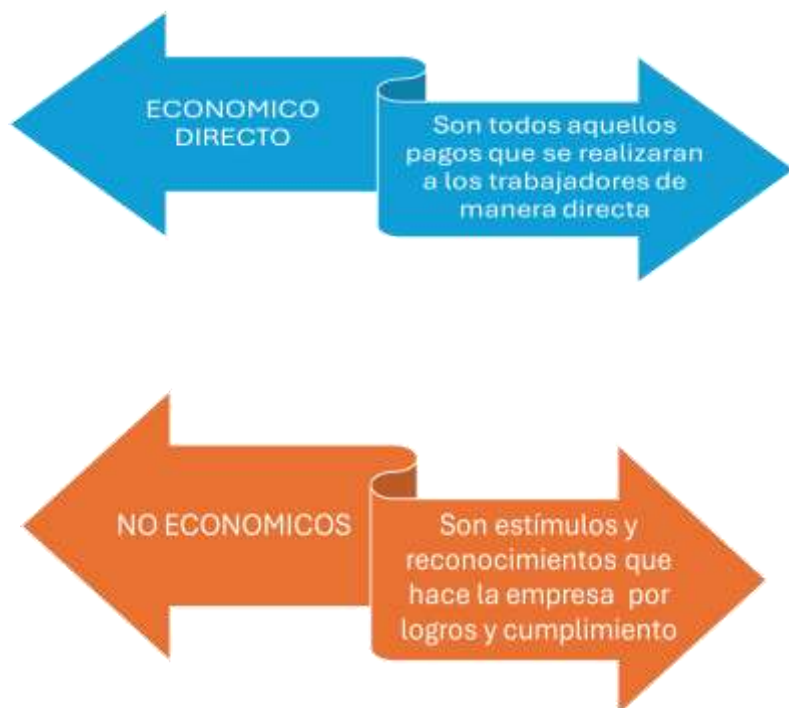 ECONOMICO
DIRECTO
Son todos aquellos
pagos que se realizaran
a los trabajadores de
manera directa
NO ECONOMICOS
Son estímulos y
reconocimientos que
hace la empresa por
logros y cumplimiento